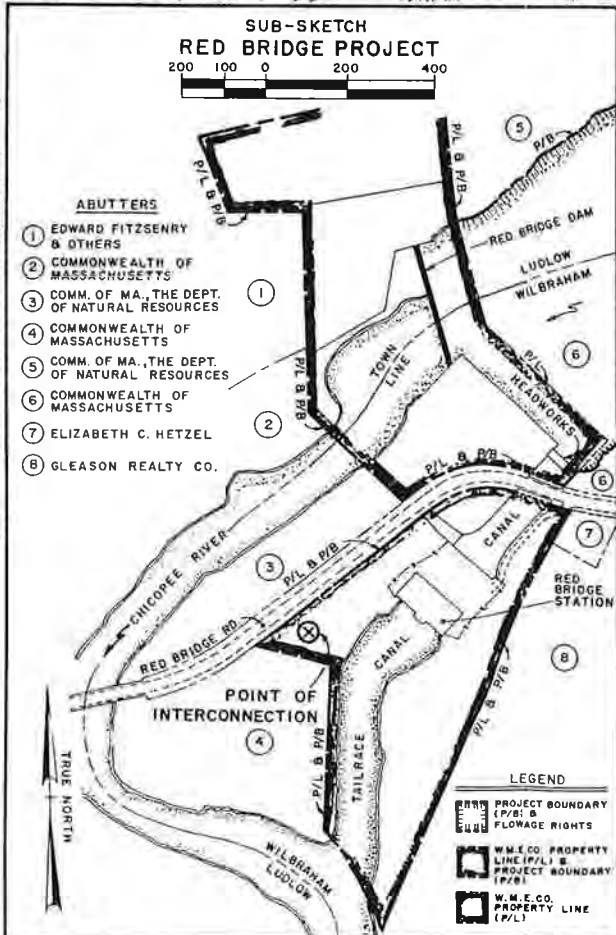 SUB-SKETCH
RED BRIDGE PROJECT
200 100 0 200 400
ABUTTERS
1 EDWARD FITZSENRY
& OTHERS
2 COMMONWEALTH OF
MASSACHUSETTS
3 COMM. OF MA., THE DEPT.
OF NATURAL RESOURCES
4 COMMONWEALTH OF
MASSACHUSETTS
5 COMM. OF MA., THE DEPT.
OF NATURAL RESOURCES
6 COMMONWEALTH OF
MASSACHUSETTS
7 ELIZABETH C. HETZEL
8 GLEASON REALTY CO.
P/L & P/B
P/L & P/B
5
P/B
RED BRIDGE DAM
LUDLOW
WILBRAHAM
1
TOWN
LINE
P/L
6
HEADWORKS
P/L & P/B
2
P/L & P/B
6
7
CANAL
CHICOPEE RIVER
3
P/L & P/B
RED BRIDGE RD.
RED
BRIDGE
STATION
CANAL
8
X
POINT OF
INTERCONNECTION
4
P/L & P/B
P/L & P/B
TAILRACE
TRUE NORTH
WILBRAHAM
LUDLOW
LEGEND
PROJECT BOUNDARY
(P/B) &
FLOWAGE RIGHTS
W.M.E.CO. PROPERTY
LINE (P/L) &
PROJECT BOUNDARY
(P/B)
W.M.E.CO.
PROPERTY LINE
(P/L)